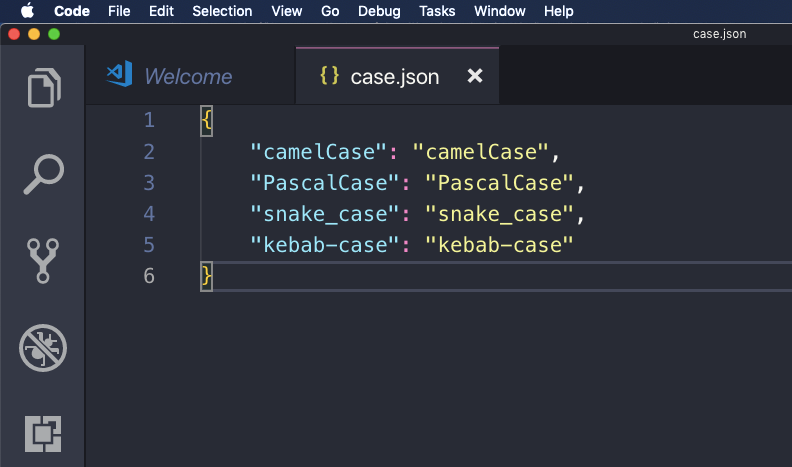 Code File Edit Selection View Go Debug Tasks Window Help
case.json
Welcome {} case.json ×
1 {
2 "camelCase": "camelCase",
3 "PascalCase": "PascalCase",
4 "snake_case": "snake_case",
5 "kebab-case": "kebab-case"
6 }